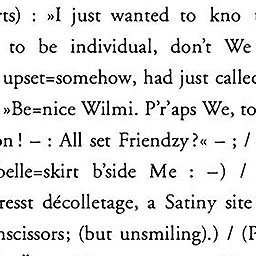 rts) : »I just wanted to kno
to be individual, don't We
upset=somehow, had just called
»Be=nice Wilmi. P'r'aps We, to
on! – : All set Friendzy?« – ; /
belle=skirt b'side Me : –) /
resst décolletage, a Satiny site
nscissors; (but unsmiling).) / (P